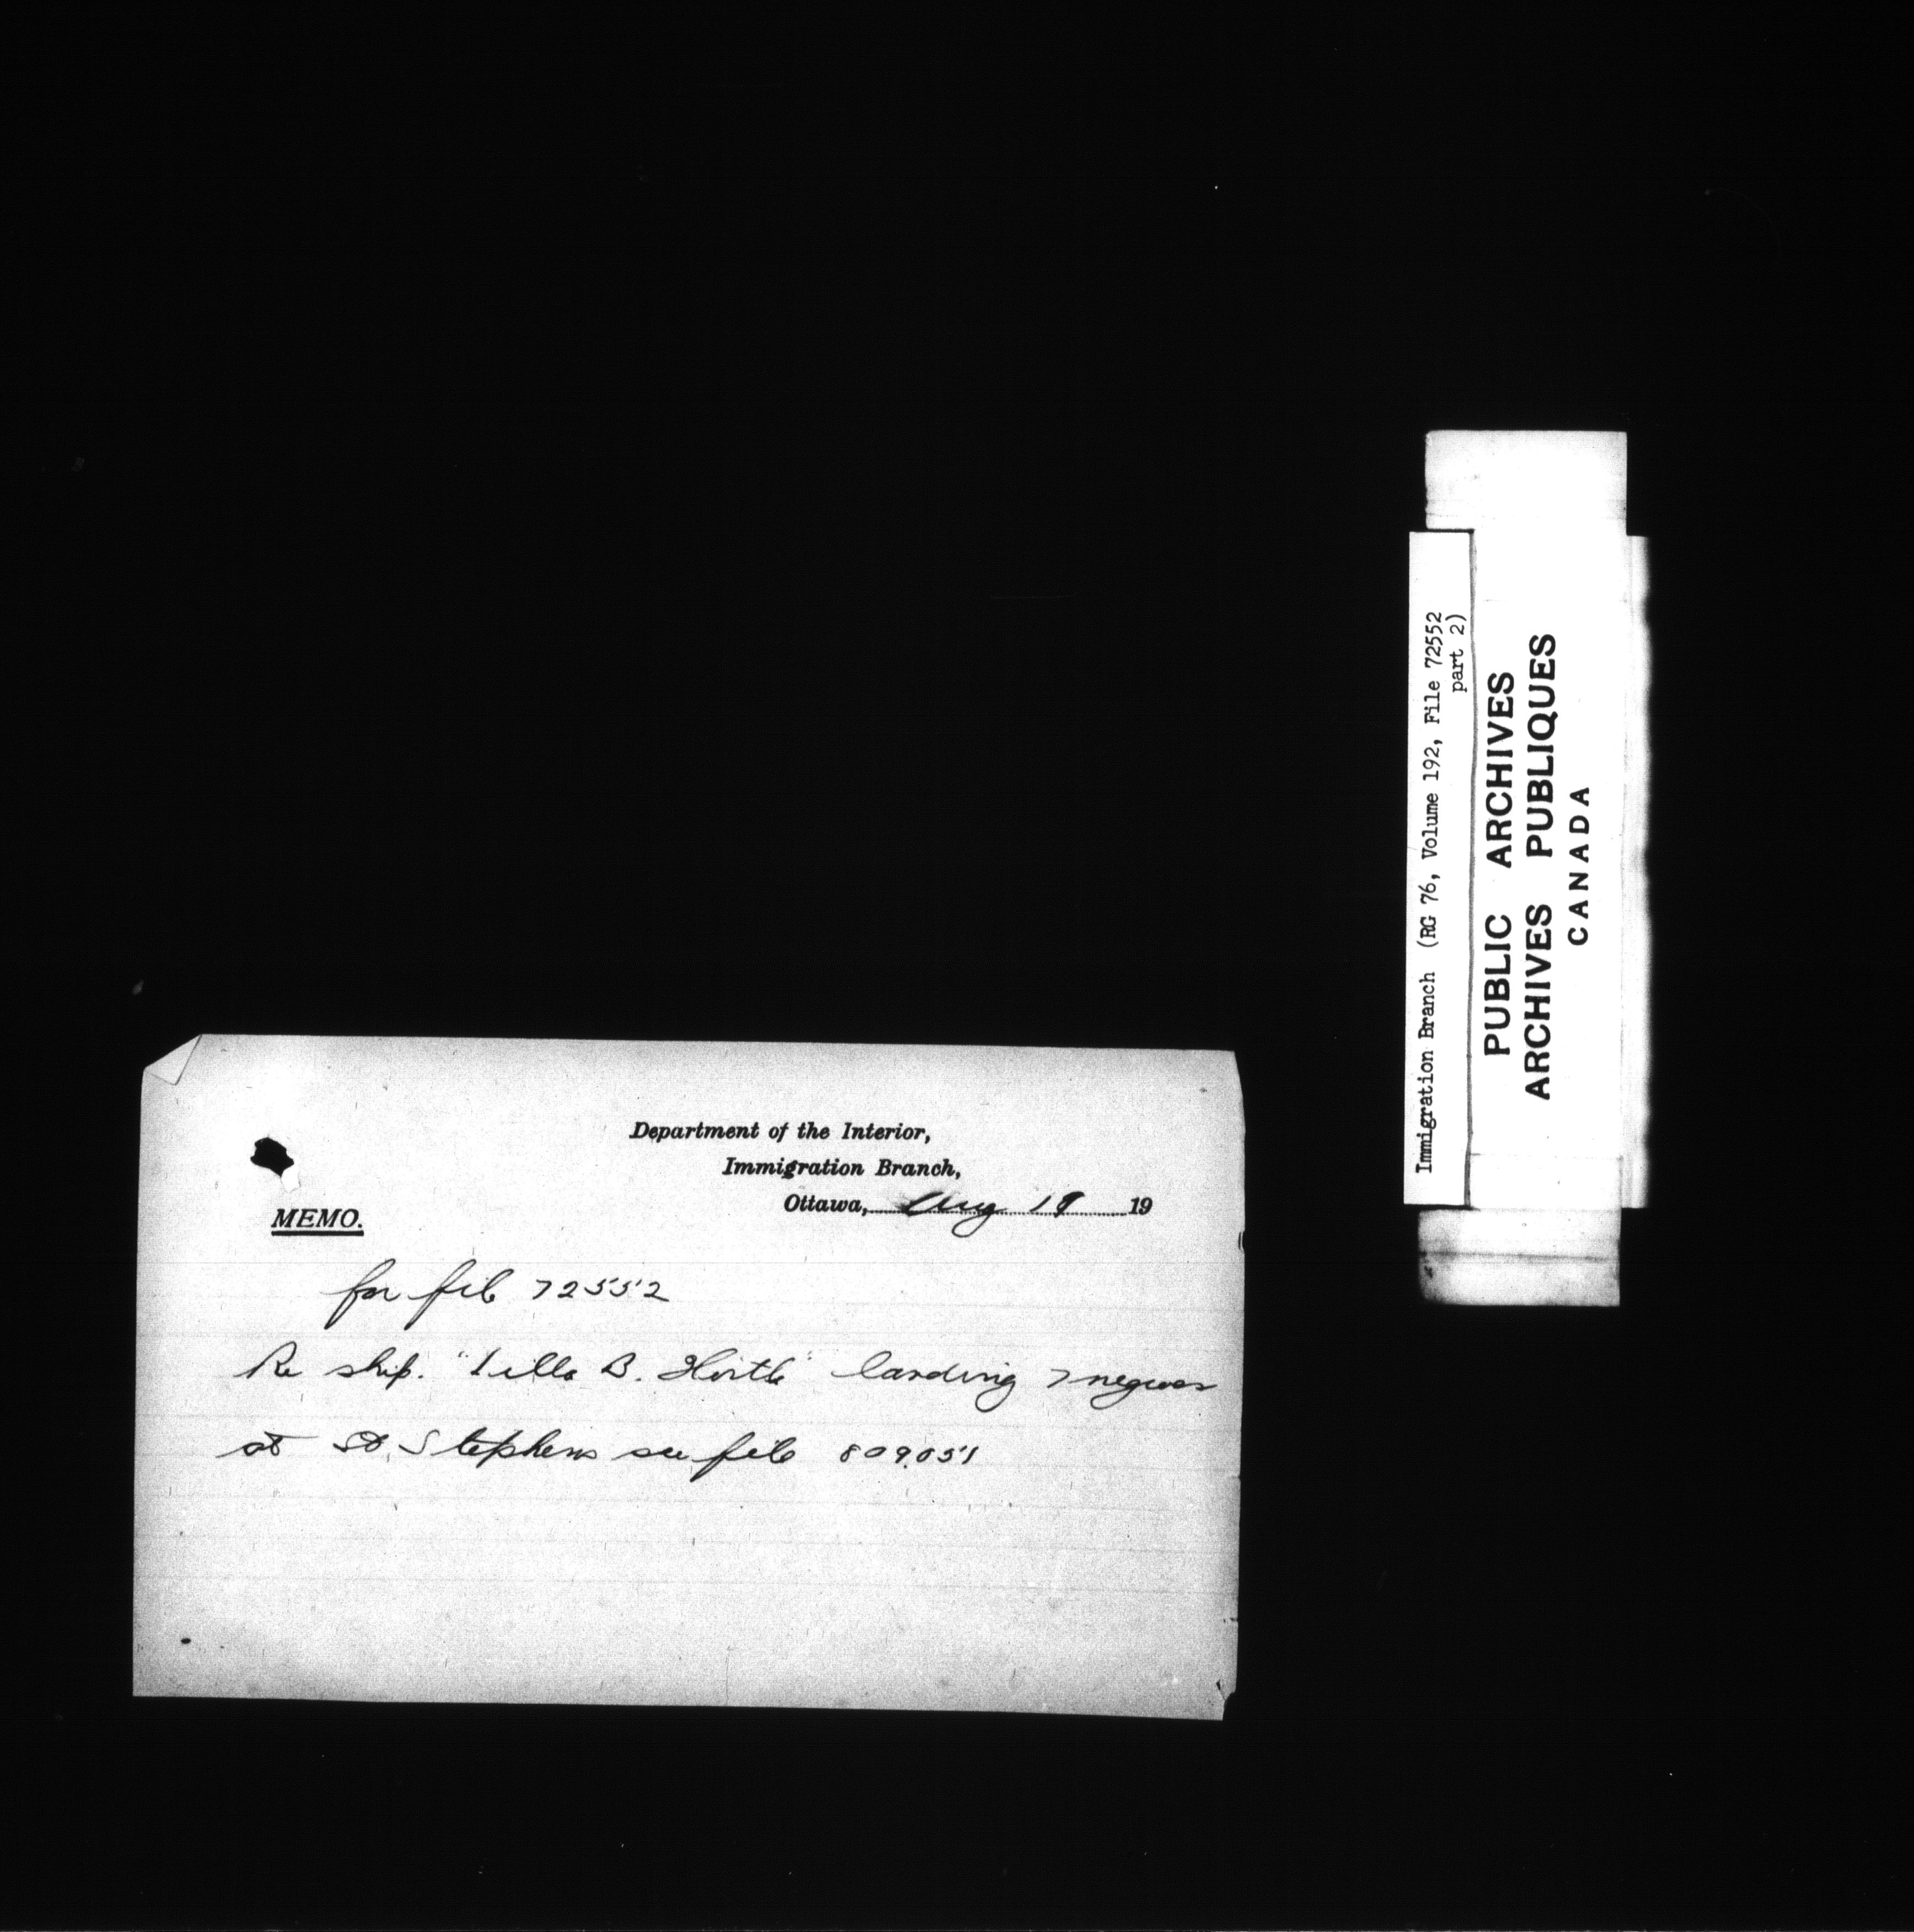 Department of the Interior,
Immigration Branch,
Ottawa, Aug 19 19
MEMO.
for file 72552
Re ship. "Lilla B. Hirtle" landing 7 negroes
at St. Stephens see file 809051
Immigration Branch (RG 76, Volume 192, File 72552
part 2)
PUBLIC ARCHIVES
ARCHIVES PUBLIQUES
CANADA